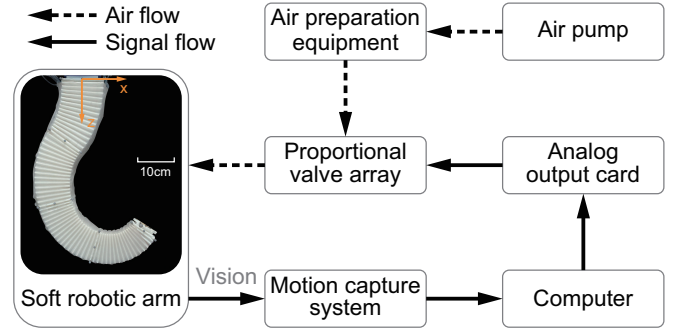 Air flow
Signal flow
Air preparation
equipment
Air pump
x
z
10cm
Proportional
valve array
Analog
output card
Soft robotic arm
Vision
Motion capture
system
Computer